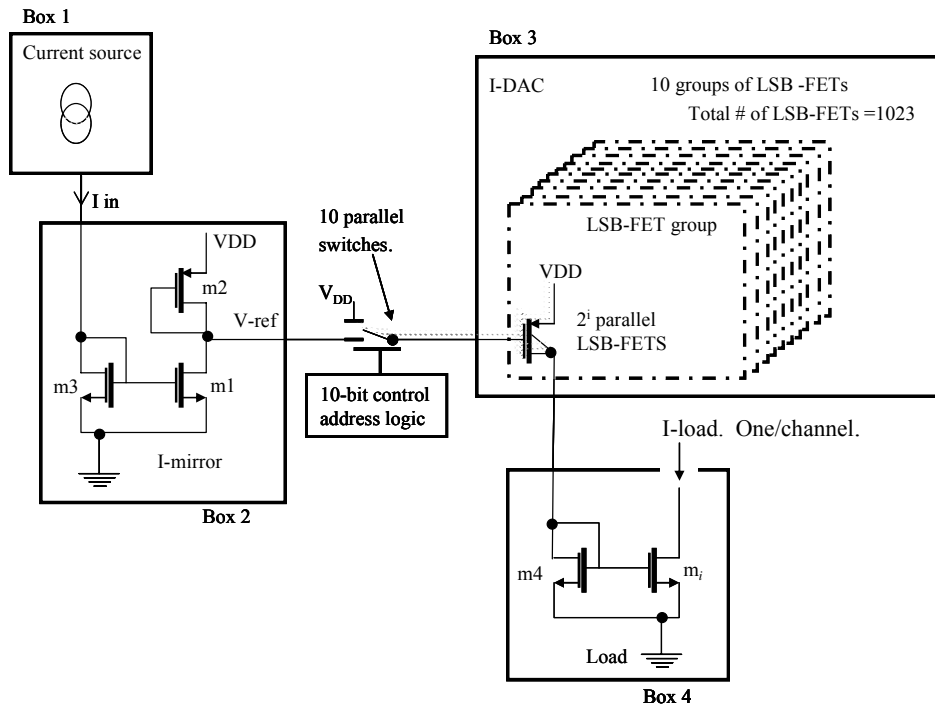 Box 1
Current source
I in
VDD
m2
V-ref
m3
m1
I-mirror
Box 2
10 parallel
switches.
VDD
10-bit control
address logic
Box 3
I-DAC
10 groups of LSB -FETs
Total # of LSB-FETs =1023
LSB-FET group
VDD
2^i parallel
LSB-FETS
I-load. One/channel.
m4
mi
Load
Box 4